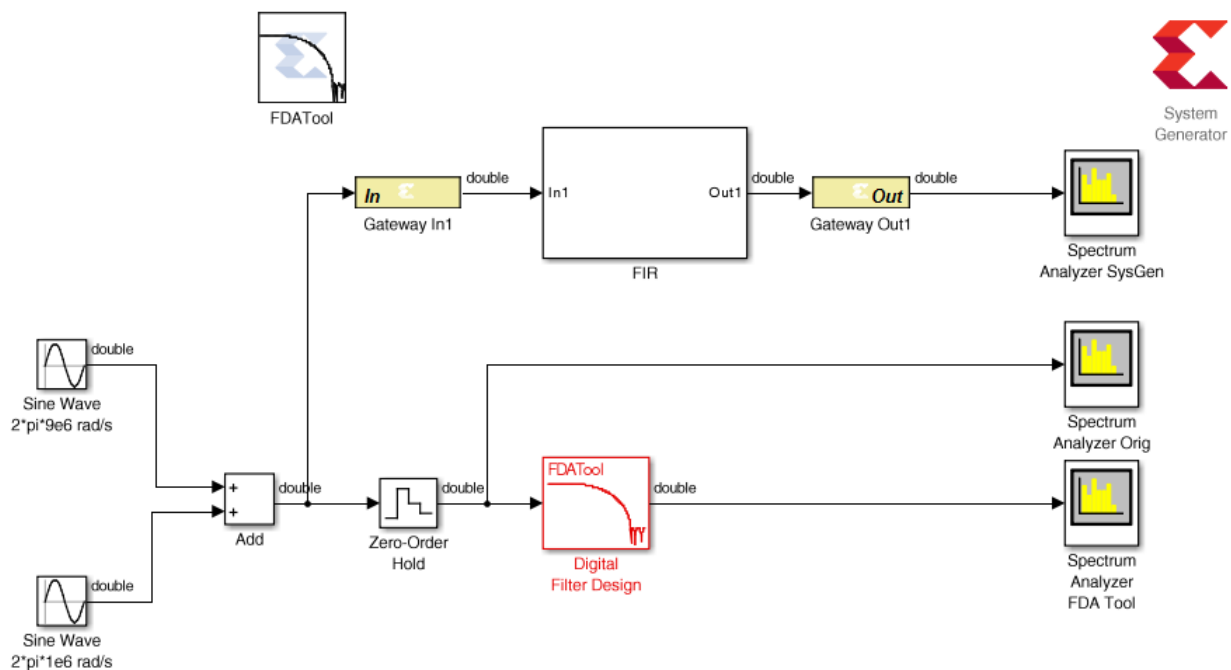 FDATool
System
Generator
double
In
Gateway In1
In1
Out1
FIR
double
Out
Gateway Out1
double
Spectrum
Analyzer SysGen
double
Sine Wave
2*pi*9e6 rad/s
Spectrum
Analyzer Orig
+
+
Add
double
Zero-Order
Hold
double
FDATool
Digital
Filter Design
double
Spectrum
Analyzer
FDA Tool
double
Sine Wave
2*pi*1e6 rad/s